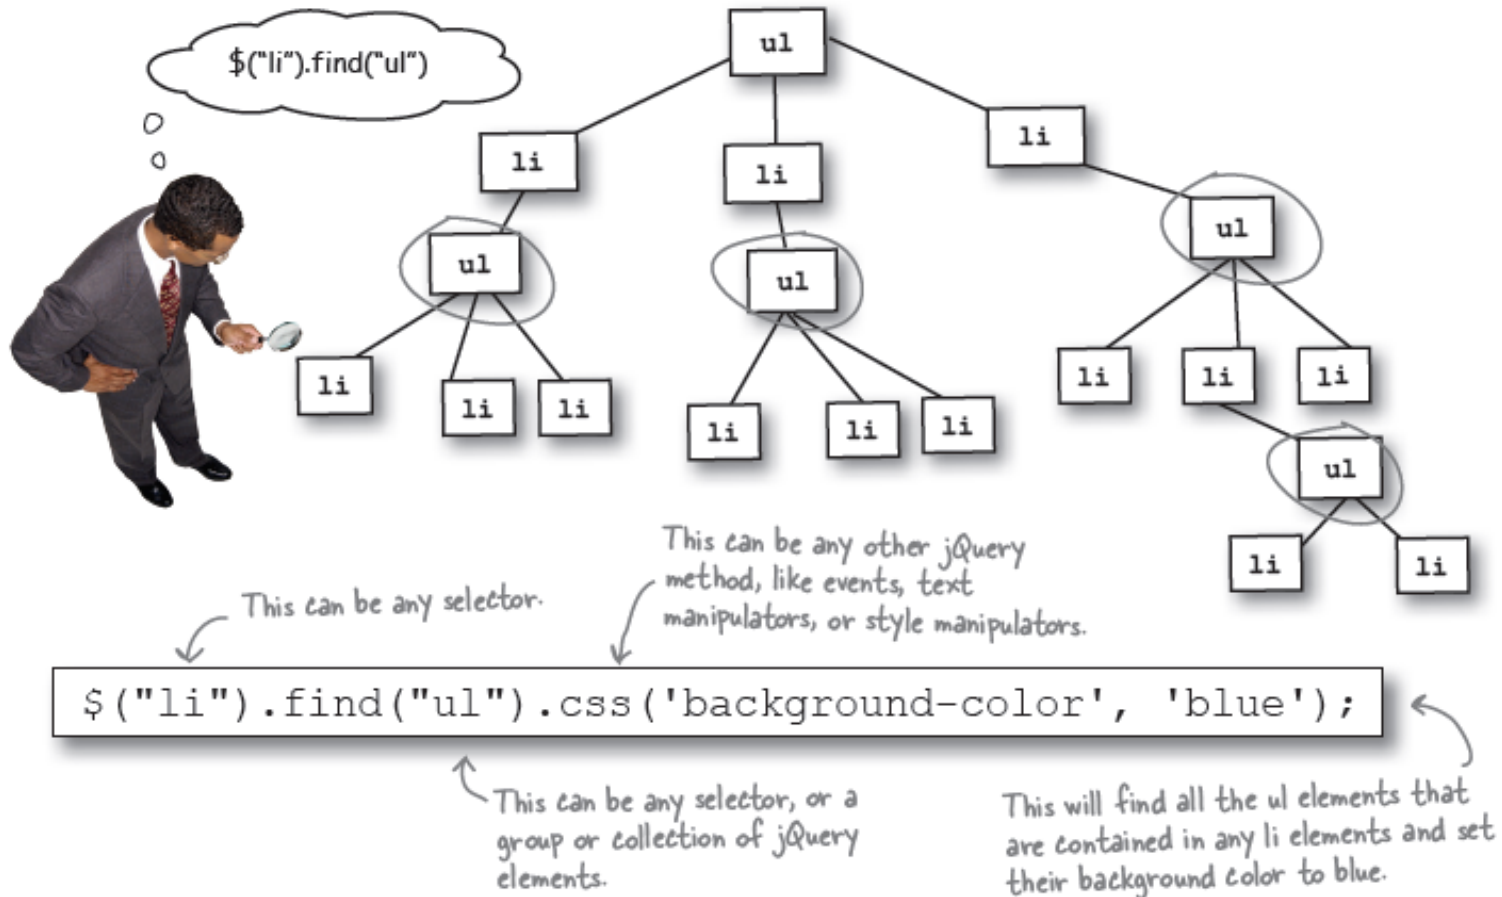 $("li").find("ul")
ul
li
li
li
ul
ul
ul
li
li
li
li
li
li
li
li
li
ul
li
li
This can be any selector.
This can be any other jQuery
method, like events, text
manipulators, or style manipulators.
$("li").find("ul").css('background-color', 'blue');
This can be any selector, or a
group or collection of jQuery
elements.
This will find all the ul elements that
are contained in any li elements and set
their background color to blue.